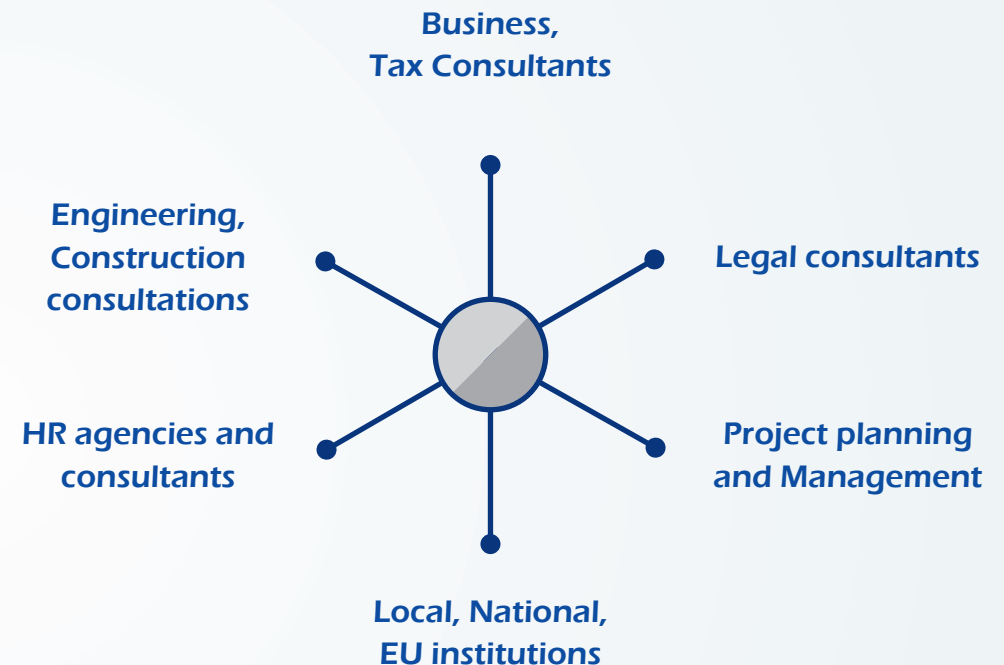 Business,
Tax Consultants
Engineering,
Construction
consultations
Legal consultants
HR agencies and
consultants
Project planning
and Management
Local, National,
EU institutions